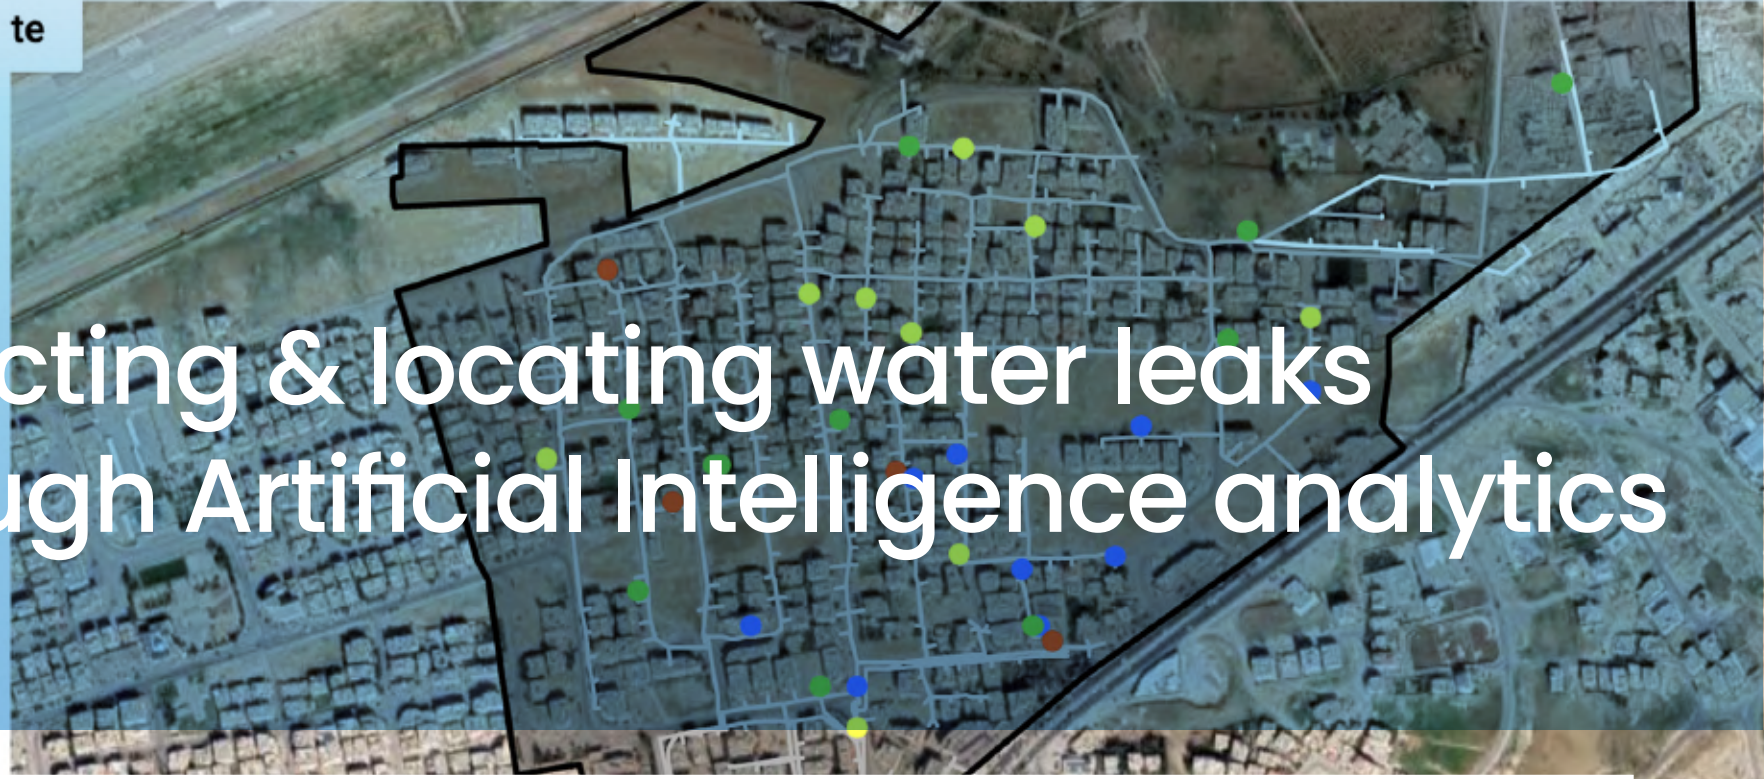 te
cting & locating water leaks
ugh Artificial Intelligence analytics